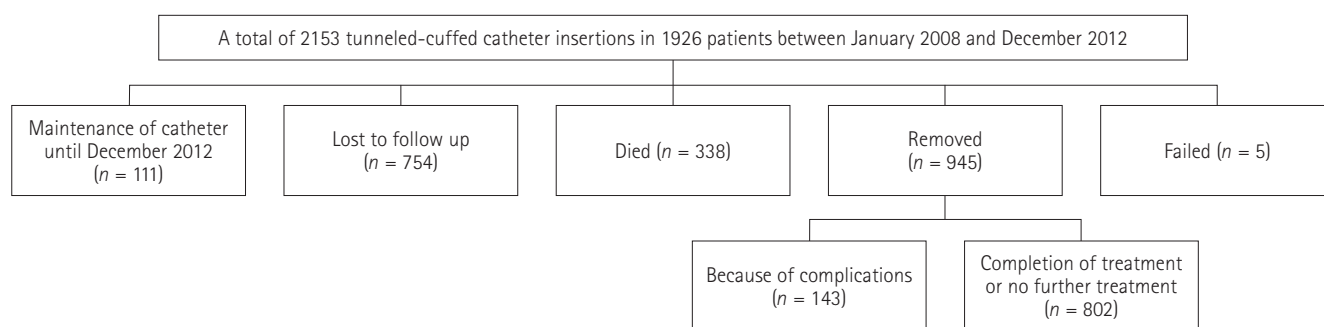 A total of 2153 tunneled-cuffed catheter insertions in 1926 patients between January 2008 and December 2012
Maintenance of catheter
until December 2012
(n = 111)
Lost to follow up
(n = 754)
Died (n = 338)
Removed
(n = 945)
Failed (n = 5)
Because of complications
(n = 143)
Completion of treatment
or no further treatment
(n = 802)